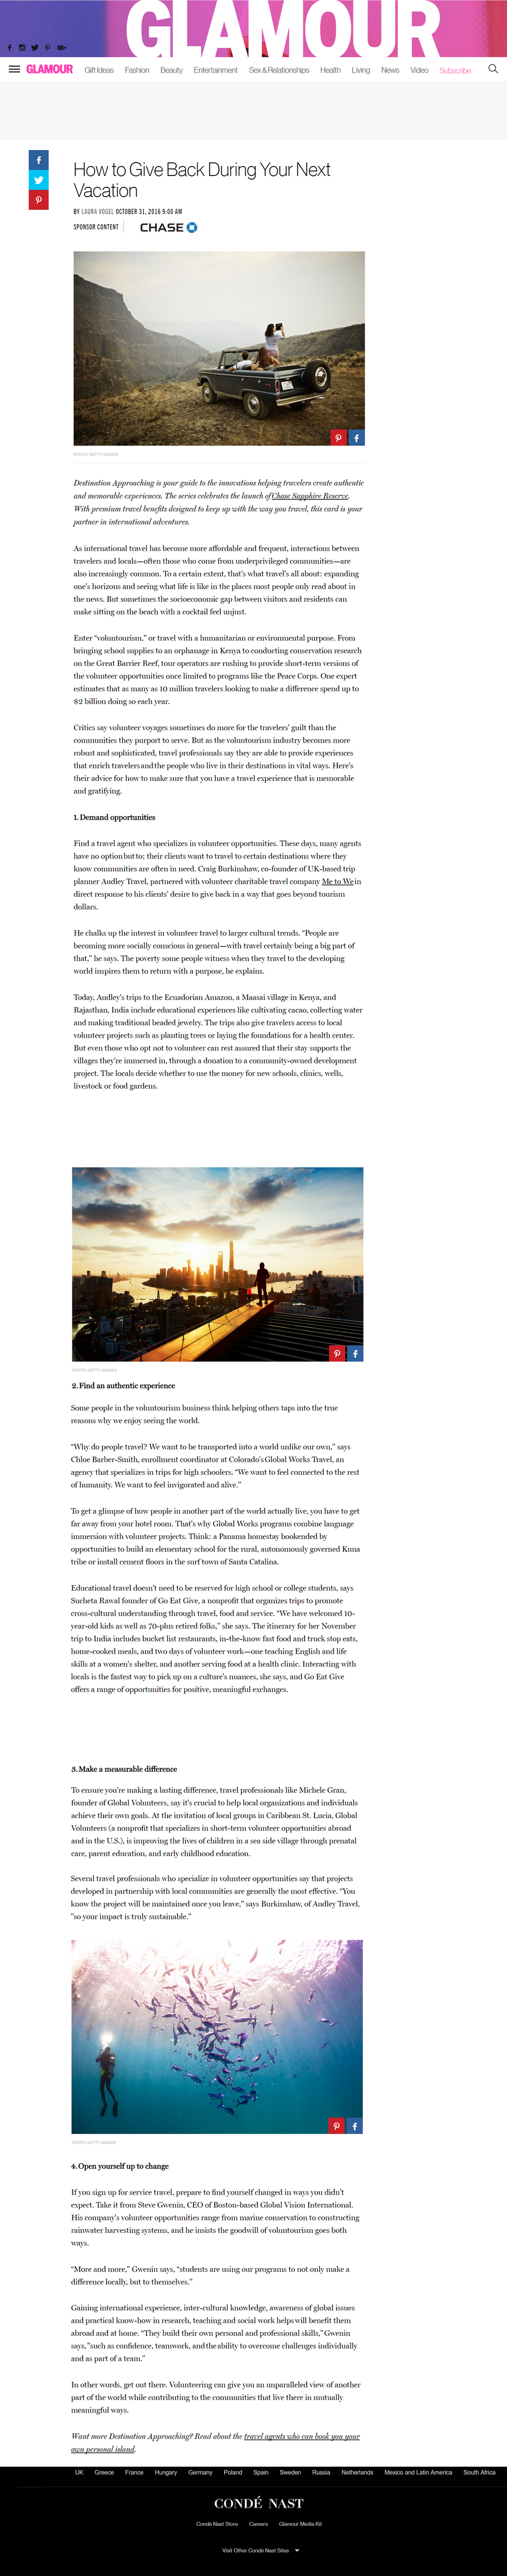 GLAMOUR
GLAMOUR Gift Ideas Fashion Beauty Entertainment Sex & Relationships Health Living News Video Subscribe
How to Give Back During Your Next
Vacation
BY LAURA VOGEL OCTOBER 31, 2016 9:00 AM
SPONSOR CONTENT CHASE
PHOTO: GETTY IMAGES
Destination Approaching is your guide to the innovations helping travelers create authentic
and memorable experiences. The series celebrates the launch of Chase Sapphire Reserve.
With premium travel benefits designed to keep up with the way you travel, this card is your
partner in international adventures.
As international travel has become more affordable and frequent, interactions between
travelers and locals—often those who come from underprivileged communities—are
also increasingly common. To a certain extent, that's what travel's all about: expanding
one's horizons and seeing what life is like in the places most people only read about in
the news. But sometimes the socioeconomic gap between visitors and residents can
make sitting on the beach with a cocktail feel unjust.
Enter “voluntourism,” or travel with a humanitarian or environmental purpose. From
bringing school supplies to an orphanage in Kenya to conducting conservation research
on the Great Barrier Reef, tour operators are rushing to provide short-term versions of
the volunteer opportunities once limited to programs like the Peace Corps. One expert
estimates that as many as 10 million travelers looking to make a difference spend up to
$2 billion doing so each year.
Critics say volunteer voyages sometimes do more for the travelers' guilt than the
communities they purport to serve. But as the voluntourism industry becomes more
robust and sophisticated, travel professionals say they are able to provide experiences
that enrich travelers and the people who live in their destinations in vital ways. Here's
their advice for how to make sure that you have a travel experience that is memorable
and gratifying.
1. Demand opportunities
Find a travel agent who specializes in volunteer opportunities. These days, many agents
have no option but to; their clients want to travel to certain destinations where they
know communities are often in need. Craig Burkinshaw, co-founder of UK-based trip
planner Audley Travel, partnered with volunteer charitable travel company Me to We in
direct response to his clients' desire to give back in a way that goes beyond tourism
dollars.
He chalks up the interest in volunteer travel to larger cultural trends. “People are
becoming more socially conscious in general—with travel certainly being a big part of
that,” he says. The poverty some people witness when they travel to the developing
world inspires them to return with a purpose, he explains.
Today, Audley's trips to the Ecuadorian Amazon, a Maasai village in Kenya, and
Rajasthan, India include educational experiences like cultivating cacao, collecting water
and making traditional beaded jewelry. The trips also give travelers access to local
volunteer projects such as planting trees or laying the foundations for a health center.
But even those who opt not to volunteer can rest assured that their stay supports the
villages they're immersed in, through a donation to a community-owned development
project. The locals decide whether to use the money for new schools, clinics, wells,
livestock or food gardens.
PHOTO: GETTY IMAGES
2. Find an authentic experience
Some people in the voluntourism business think helping others taps into the true
reasons why we enjoy seeing the world.
“Why do people travel? We want to be transported into a world unlike our own,” says
Chloe Barber-Smith, enrollment coordinator at Colorado's Global Works Travel, an
agency that specializes in trips for high schoolers. “We want to feel connected to the rest
of humanity. We want to feel invigorated and alive.”
To get a glimpse of how people in another part of the world actually live, you have to get
far away from your hotel room. That's why Global Works programs combine language
immersion with volunteer projects. Think: a Panama homestay bookended by
opportunities to build an elementary school for the rural, autonomously governed Kuna
tribe or install cement floors in the surf town of Santa Catalina.
Educational travel doesn't need to be reserved for high school or college students, says
Sucheta Rawal founder of Go Eat Give, a nonprofit that organizes trips to promote
cross-cultural understanding through travel, food and service. “We have welcomed 10-
year-old kids as well as 70-plus retired folks,” she says. The itinerary for her November
trip to India includes bucket list restaurants, in-the-know fast food and truck stop eats,
home-cooked meals, and two days of volunteer work—one teaching English and life
skills at a women's shelter, and another serving food at a health clinic. Interacting with
locals is the fastest way to pick up on a culture's nuances, she says, and Go Eat Give
offers a range of opportunities for positive, meaningful exchanges.
3. Make a measurable difference
To ensure you're making a lasting difference, travel professionals like Michele Gran,
founder of Global Volunteers, say it's crucial to help local organizations and individuals
achieve their own goals. At the invitation of local groups in Caribbean St. Lucia, Global
Volunteers (a nonprofit that specializes in short-term volunteer opportunities abroad
and in the U.S.), is improving the lives of children in a sea side village through prenatal
care, parent education, and early childhood education.
Several travel professionals who specialize in volunteer opportunities say that projects
developed in partnership with local communities are generally the most effective. “You
know the project will be maintained once you leave,” says Burkinshaw, of Audley Travel,
"so your impact is truly sustainable.”
PHOTO: GETTY IMAGES
4. Open yourself up to change
If you sign up for service travel, prepare to find yourself changed in ways you didn't
expect. Take it from Steve Gwenin, CEO of Boston-based Global Vision International.
His company's volunteer opportunities range from marine conservation to constructing
rainwater harvesting systems, and he insists the goodwill of voluntourism goes both
ways.
“More and more,” Gwenin says, “students are using our programs to not only make a
difference locally, but to themselves.”
Gaining international experience, inter-cultural knowledge, awareness of global issues
and practical know-how in research, teaching and social work helps will benefit them
abroad and at home. “They build their own personal and professional skills,” Gwenin
says, "such as confidence, teamwork, and the ability to overcome challenges individually
and as part of a team.”
In other words, get out there. Volunteering can give you an unparalleled view of another
part of the world while contributing to the communities that live there in mutually
meaningful ways.
Want more Destination Approaching? Read about the travel agents who can book you your
own personal island.
UK Greece France Hungary Germany Poland Spain Sweden Russia Netherlands Mexico and Latin America South Africa
CONDÉ NAST
Condé Nast Store Careers Glamour Media Kit
Visit Other Condé Nast Sites